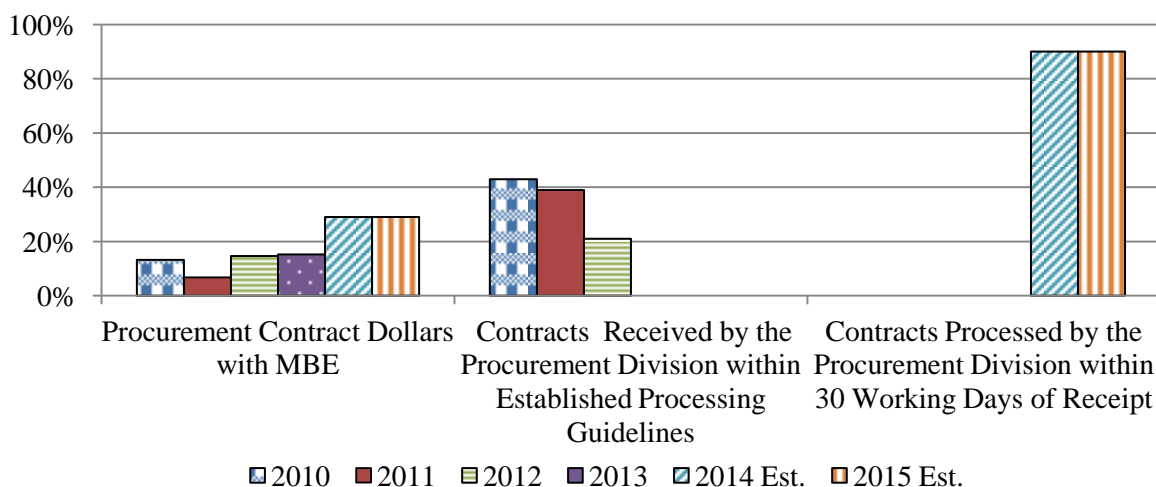 100%
80%
60%
40%
20%
0%
Procurement Contract Dollars
with MBE
Contracts Received by the
Procurement Division within
Established Processing
Guidelines
Contracts Processed by the
Procurement Division within
30 Working Days of Receipt
2010 2011 2012 2013 2014 Est. 2015 Est.